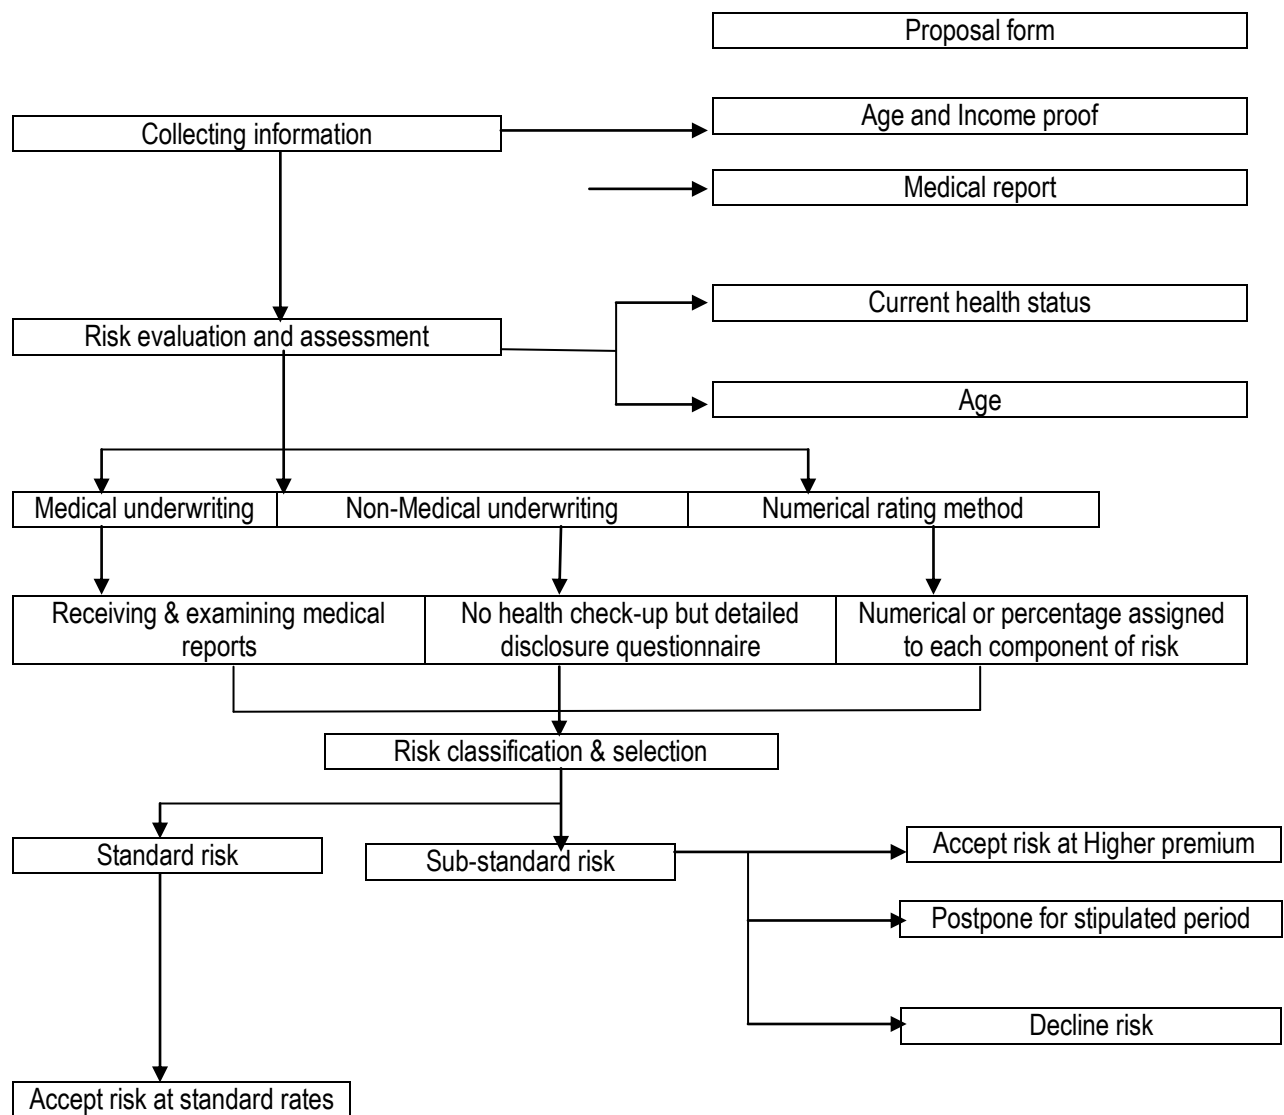 Proposal form
Collecting information
Age and Income proof
Medical report
Current health status
Risk evaluation and assessment
Age
Medical underwriting
Non-Medical underwriting
Numerical rating method
Receiving & examining medical
reports
No health check-up but detailed
disclosure questionnaire
Numerical or percentage assigned
to each component of risk
Risk classification & selection
Standard risk
Sub-standard risk
Accept risk at Higher premium
Postpone for stipulated period
Decline risk
Accept risk at standard rates